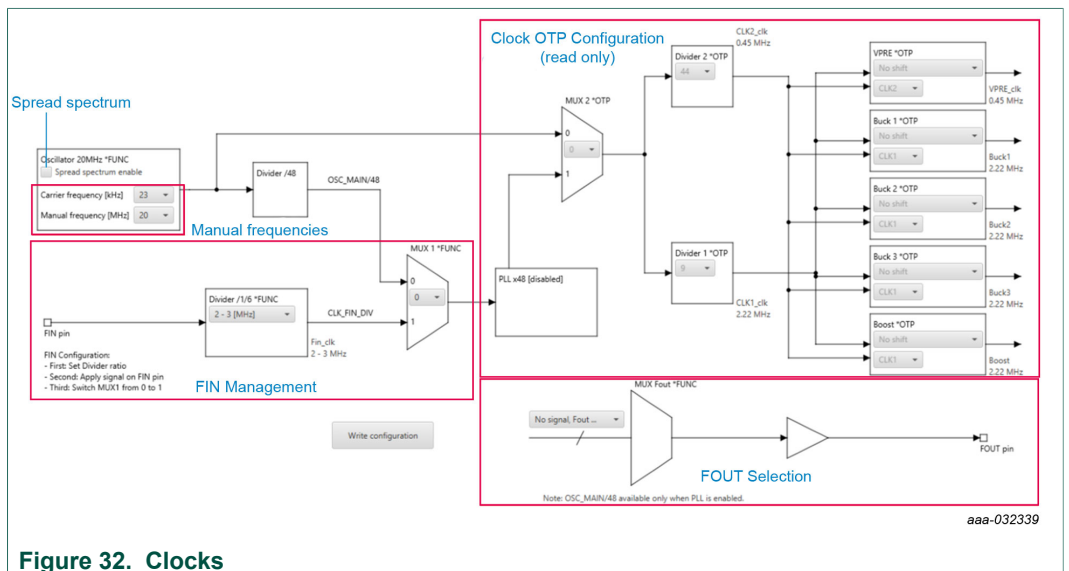 Clock OTP Configuration
(read only)
CLK2_clk
0.45 MHz
Divider 2 *OTP
44
VPRE *OTP
No shift
CLK2
VPRE_clk
0.45 MHz
Spread spectrum
MUX 2 *OTP
0
0
1
Oscillator 20MHz *FUNC
Spread spectrum enable
Carrier frequency [kHz] 23
Manual frequency [MHz] 20
Manual frequencies
Divider /48
OSC_MAIN/48
Buck 1 *OTP
No shift
CLK1
Buck1
2.22 MHz
Buck 2 *OTP
No shift
CLK1
Buck2
2.22 MHz
MUX 1 *FUNC
0
0
1
PLL x48 [disabled]
Divider 1 *OTP
9
CLK1_clk
2.22 MHz
Buck 3 *OTP
No shift
CLK1
Buck3
2.22 MHz
Divider /1/6 *FUNC
2 - 3 [MHz]
CLK_FIN_DIV
Fin_clk
2 - 3 MHz
FIN pin
FIN Configuration:
- First: Set Divider ratio
- Second: Apply signal on FIN pin
- Third: Switch MUX1 from 0 to 1
FIN Management
Boost *OTP
No shift
CLK1
Boost
2.22 MHz
MUX Fout *FUNC
No signal, Fout ...
Write configuration
FOUT pin
FOUT Selection
Note: OSC_MAIN/48 available only when PLL is enabled.
aaa-032339
Figure 32. Clocks